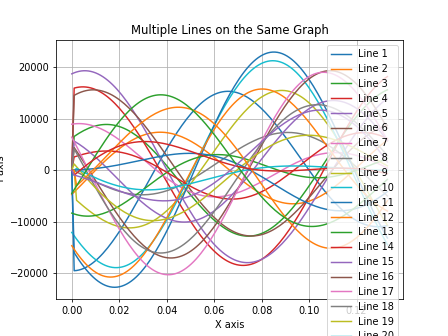 Multiple Lines on the Same Graph
20000
10000
0
−10000
−20000
0.00
0.02
0.04
0.06
0.08
0.10
X axis
Line 1
Line 2
Line 3
Line 4
Line 5
Line 6
Line 7
Line 8
Line 9
Line 10
Line 11
Line 12
Line 13
Line 14
Line 15
Line 16
Line 17
Line 18
Line 19
Line 20